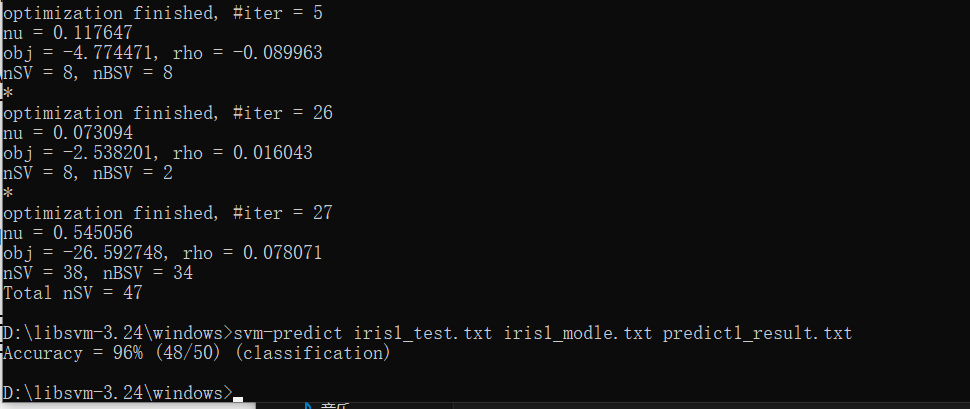 optimization finished, #iter = 5
nu = 0.117647
obj = -4.774471, rho = -0.089963
nSV = 8, nBSV = 8
*
optimization finished, #iter = 26
nu = 0.073094
obj = -2.538201, rho = 0.016043
nSV = 8, nBSV = 2
*
optimization finished, #iter = 27
nu = 0.545056
obj = -26.592748, rho = 0.078071
nSV = 38, nBSV = 34
Total nSV = 47
D:\libsvm-3.24\windows>svm-predict iris1_test.txt iris1_modle.txt predict1_result.txt
Accuracy = 96% (48/50) (classification)
D:\libsvm-3.24\windows>